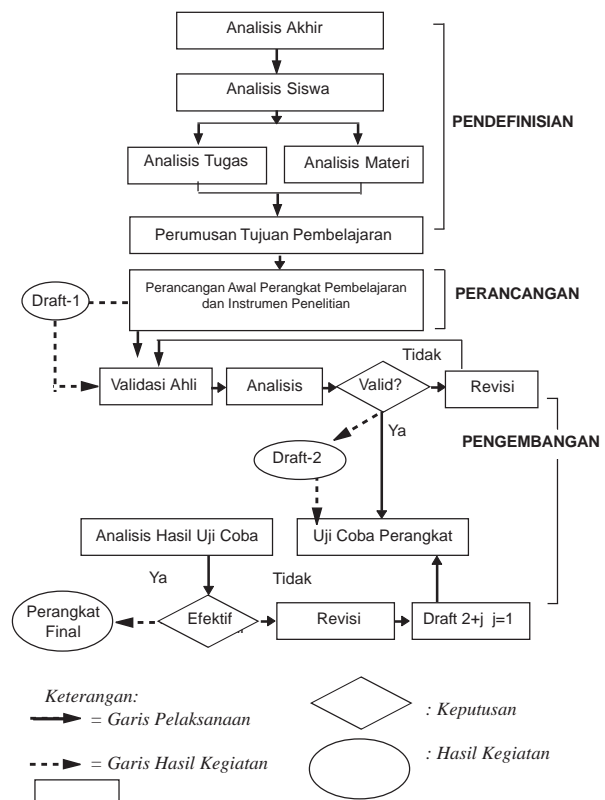 Analisis Akhir
Analisis Siswa
PENDEFINISIAN
Analisis Tugas
Analisis Materi
Perumusan Tujuan Pembelajaran
Perancangan Awal Perangkat Pembelajaran
dan Instrumen Penelitian
Draft-1
PERANCANGAN
Tidak
Validasi Ahli
Analisis
Valid?
Revisi
Ya
PENGEMBANGAN
Draft-2
Analisis Hasil Uji Coba
Uji Coba Perangkat
Ya
Tidak
Perangkat
Final
Efektif
Revisi
Draft 2+j j=1
Keterangan:
= Garis Pelaksanaan
: Keputusan
= Garis Hasil Kegiatan
: Hasil Kegiatan